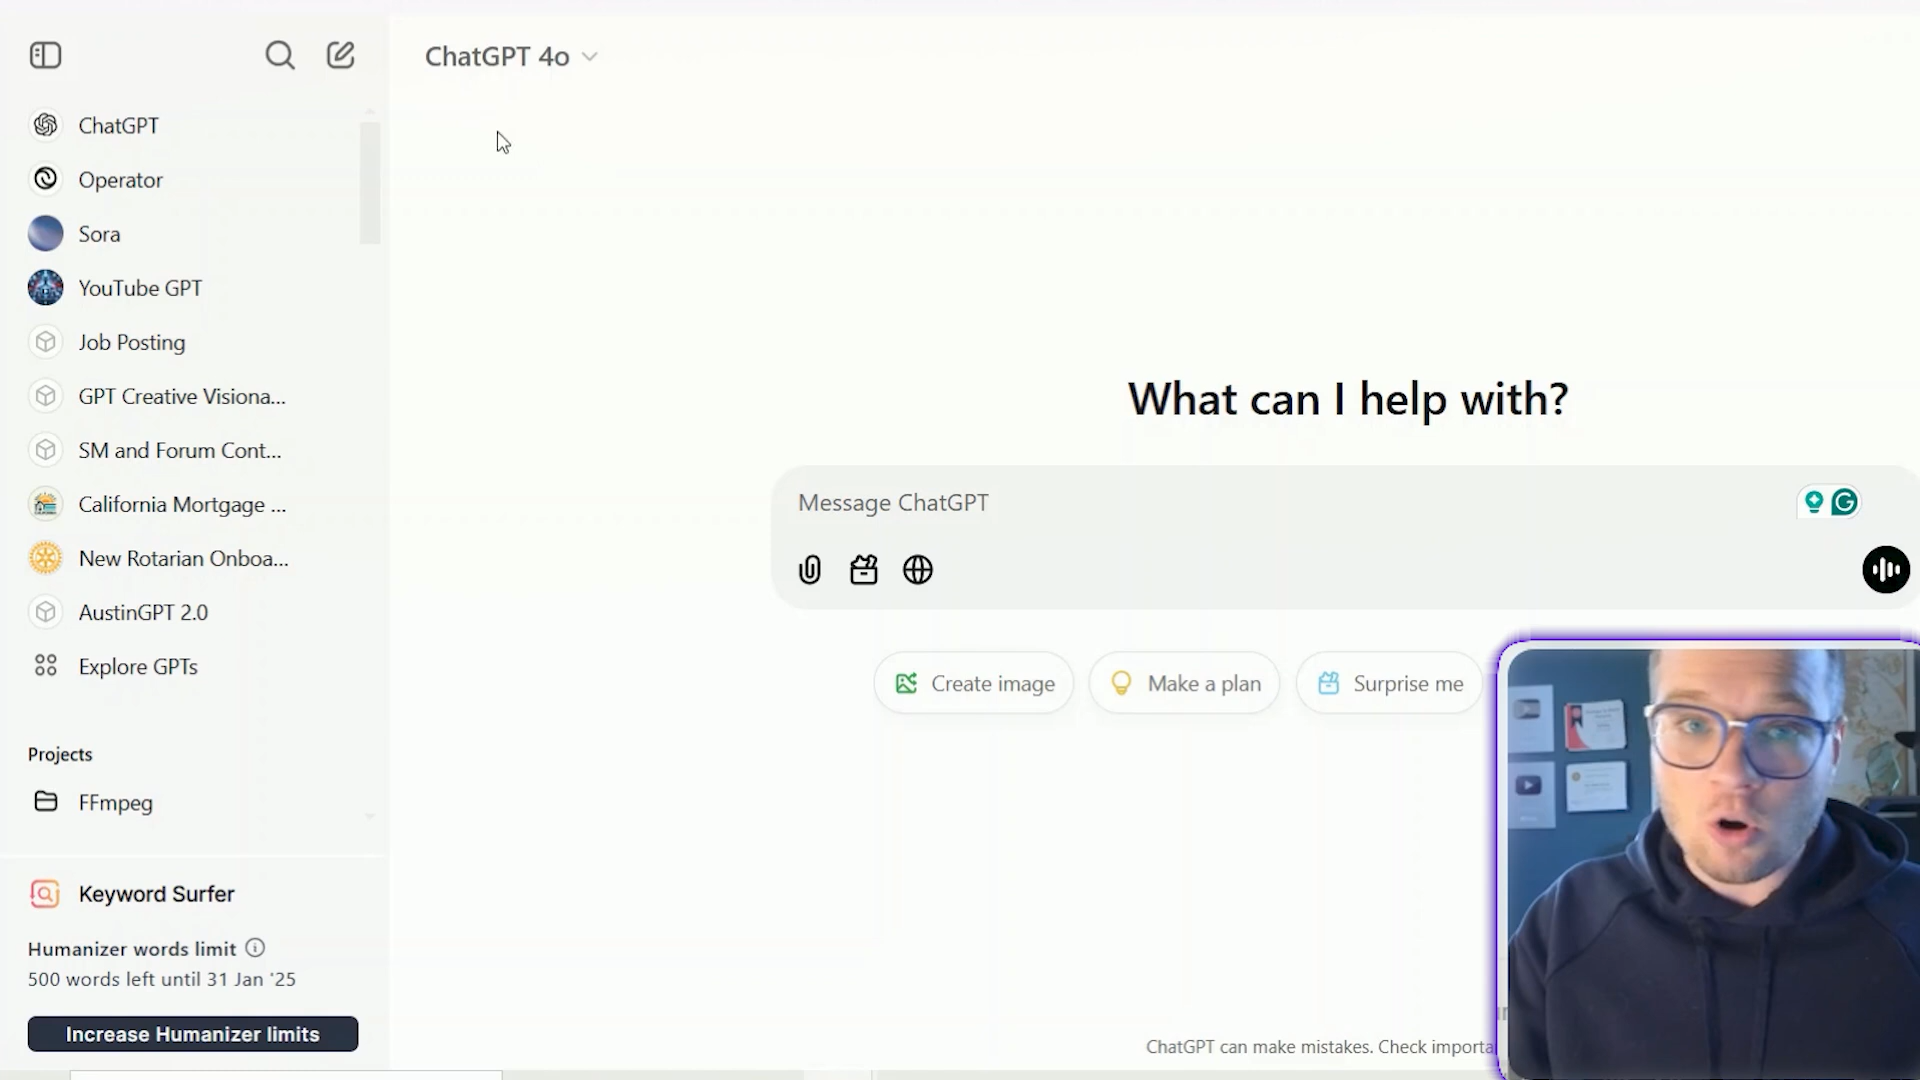 ChatGPT 4o
ChatGPT
Operator
Sora
YouTube GPT
Job Posting
GPT Creative Visiona...
SM and Forum Cont...
California Mortgage ...
New Rotarian Onboa...
AustinGPT 2.0
Explore GPTs
Projects
FFmpeg
Keyword Surfer
Humanizer words limit
500 words left until 31 Jan '25
Increase Humanizer limits
What can I help with?
Message ChatGPT
Create image
Make a plan
Surprise me
ChatGPT can make mistakes. Check importa